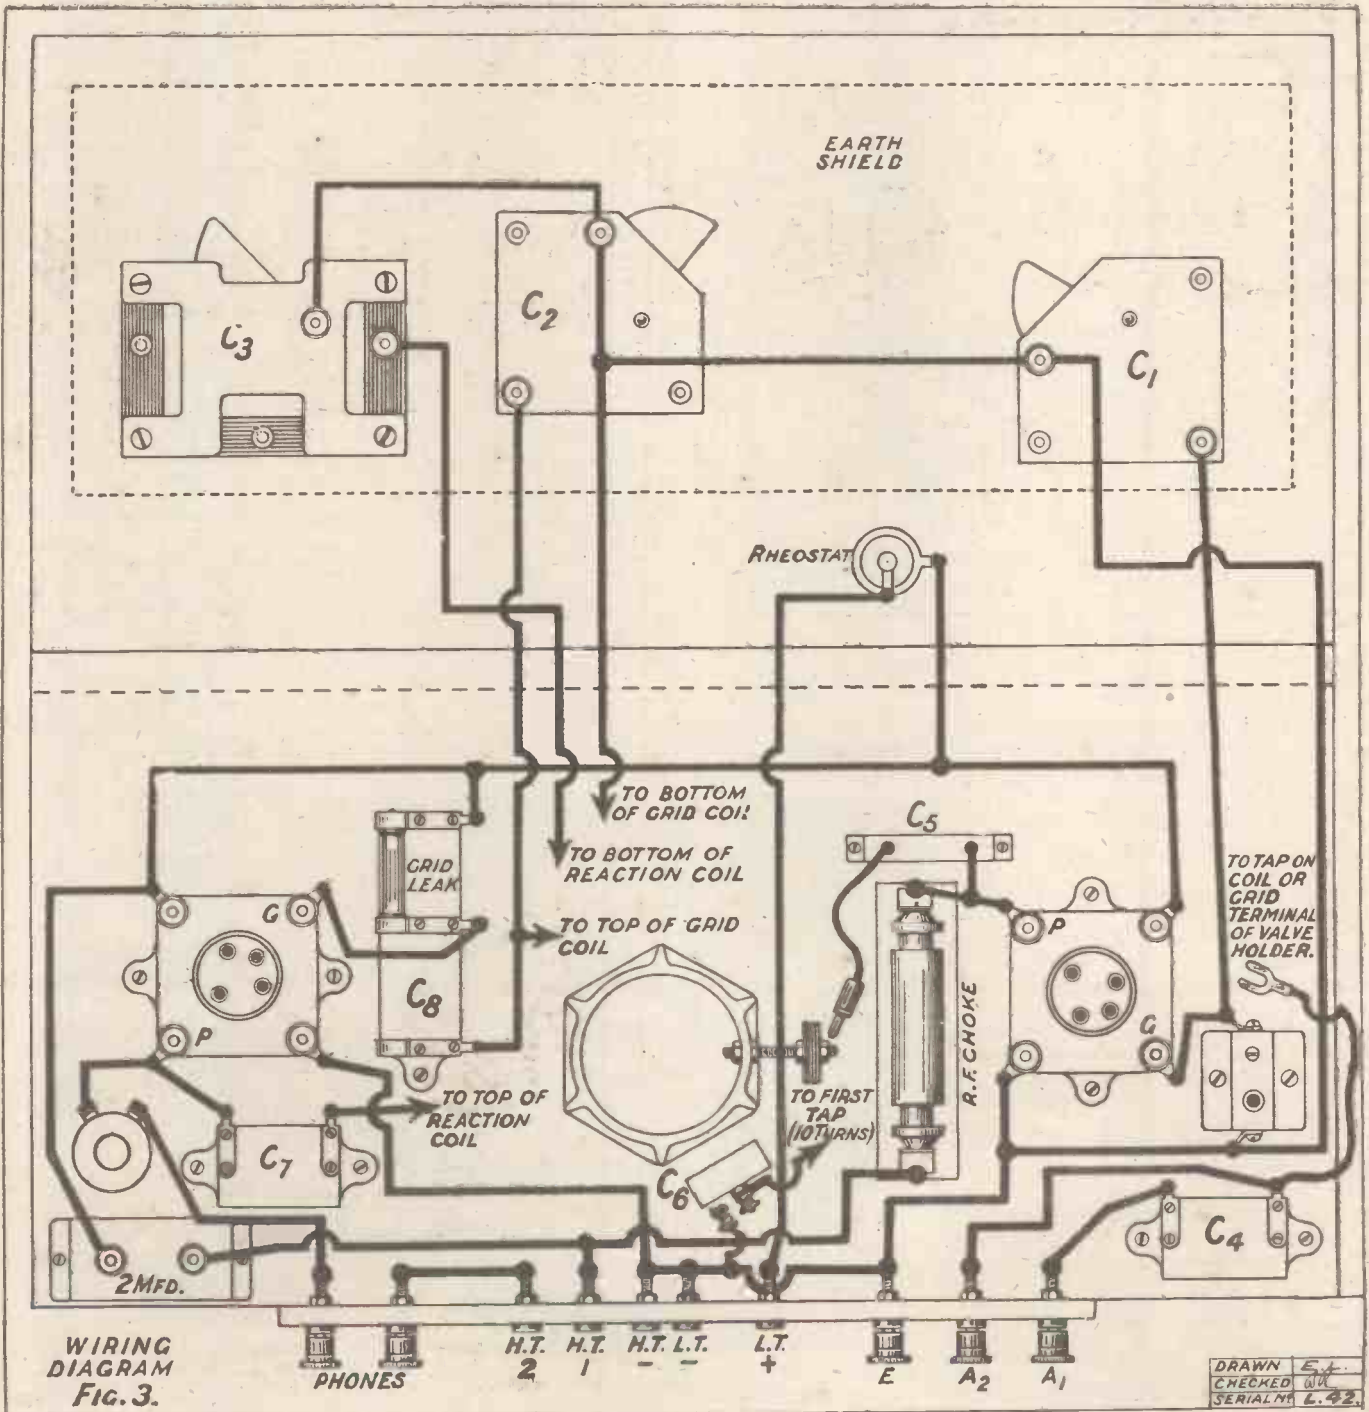 EARTH
SHIELD
C3
C2
C1
RHEOSTAT
TO BOTTOM
OF GRID COIL
TO BOTTOM OF
REACTION COIL
C5
GRID
LEAK
TO TAP ON
COIL OR
GRID
TERMINAL
OF VALVE
HOLDER.
G
P
TO TOP OF GRID
COIL
C8
P
G
R.F. CHOKE
TO TOP OF
REACTION
COIL
TO FIRST
TAP
(10 TURNS)
C7
C6
C4
2 MFD.
WIRING
DIAGRAM
FIG. 3.
PHONES
H.T.
2
H.T.
1
H.T.
-
L.T.
-
L.T.
+
E
A2
A1
DRAWN
CHECKED
SERIAL No L.42.